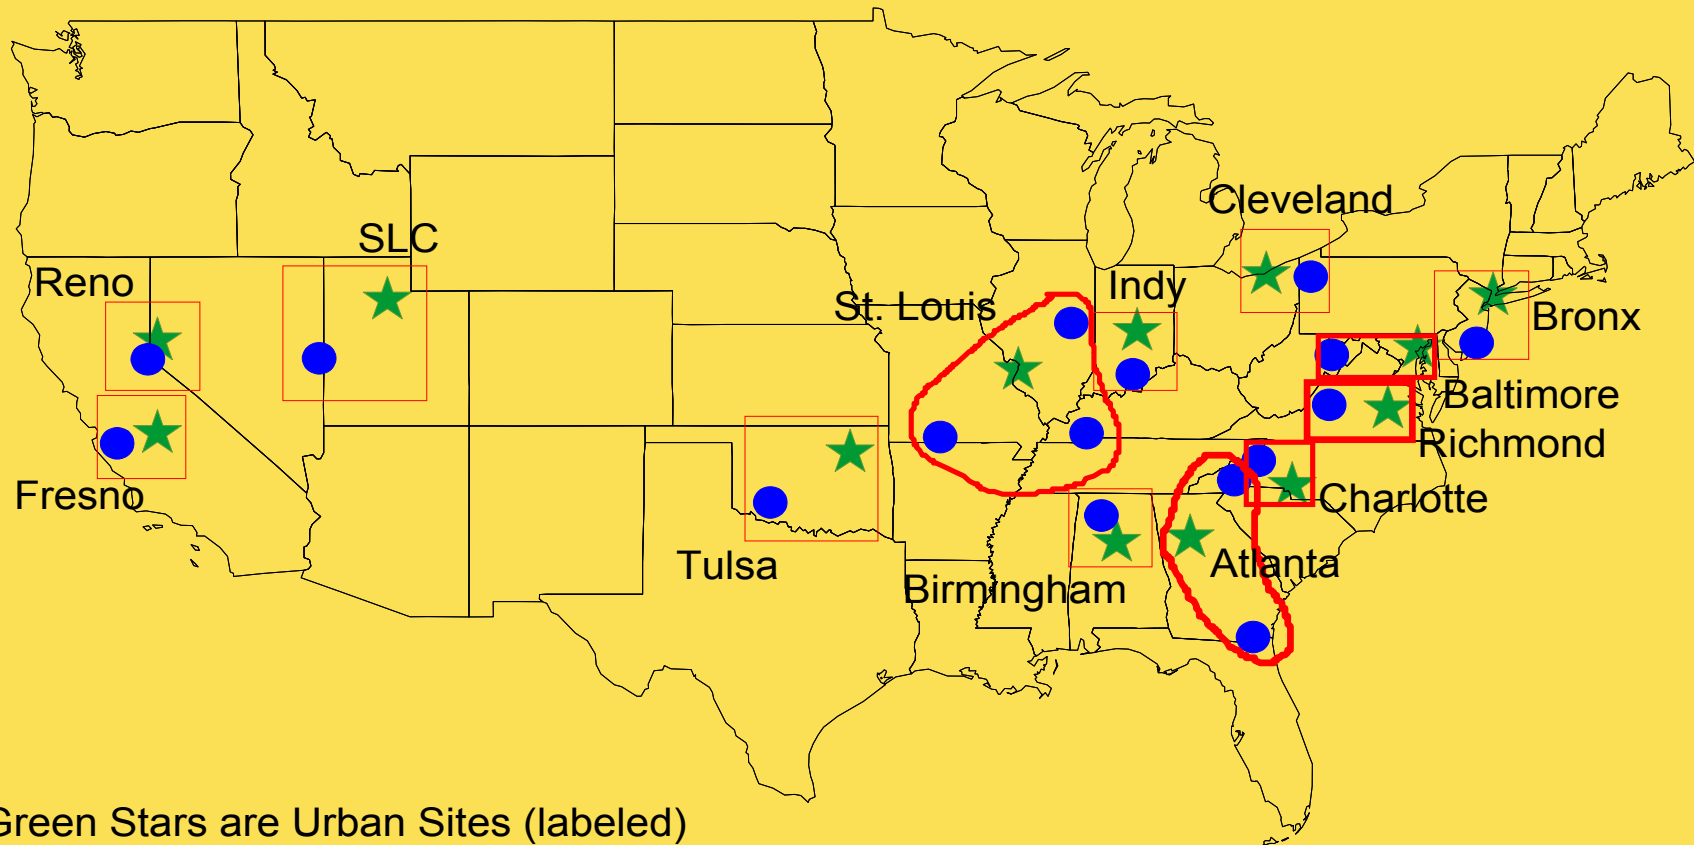 Cleveland
SLC
Reno
Indy
St. Louis
Bronx
Baltimore
Richmond
Fresno
Charlotte
Tulsa
Atlanta
Birmingham
Green Stars are Urban Sites (labeled)